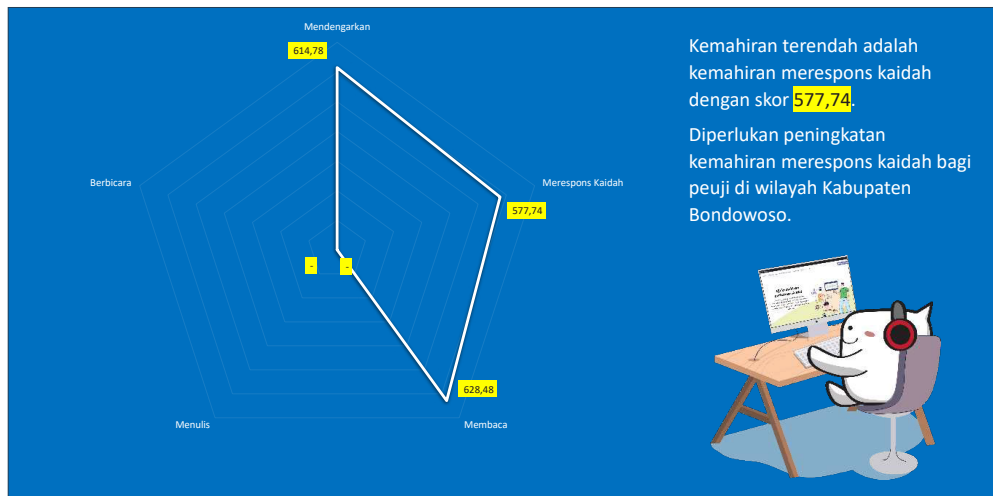 Mendengarkan
614,78
Berbicara
Merespons Kaidah
577,74
-
-
628,48
Menulis
Membaca
Kemahiran terendah adalah
kemahiran merespons kaidah
dengan skor 577,74.
Diperlukan peningkatan
kemahiran merespons kaidah bagi
peuji di wilayah Kabupaten
Bondowoso.